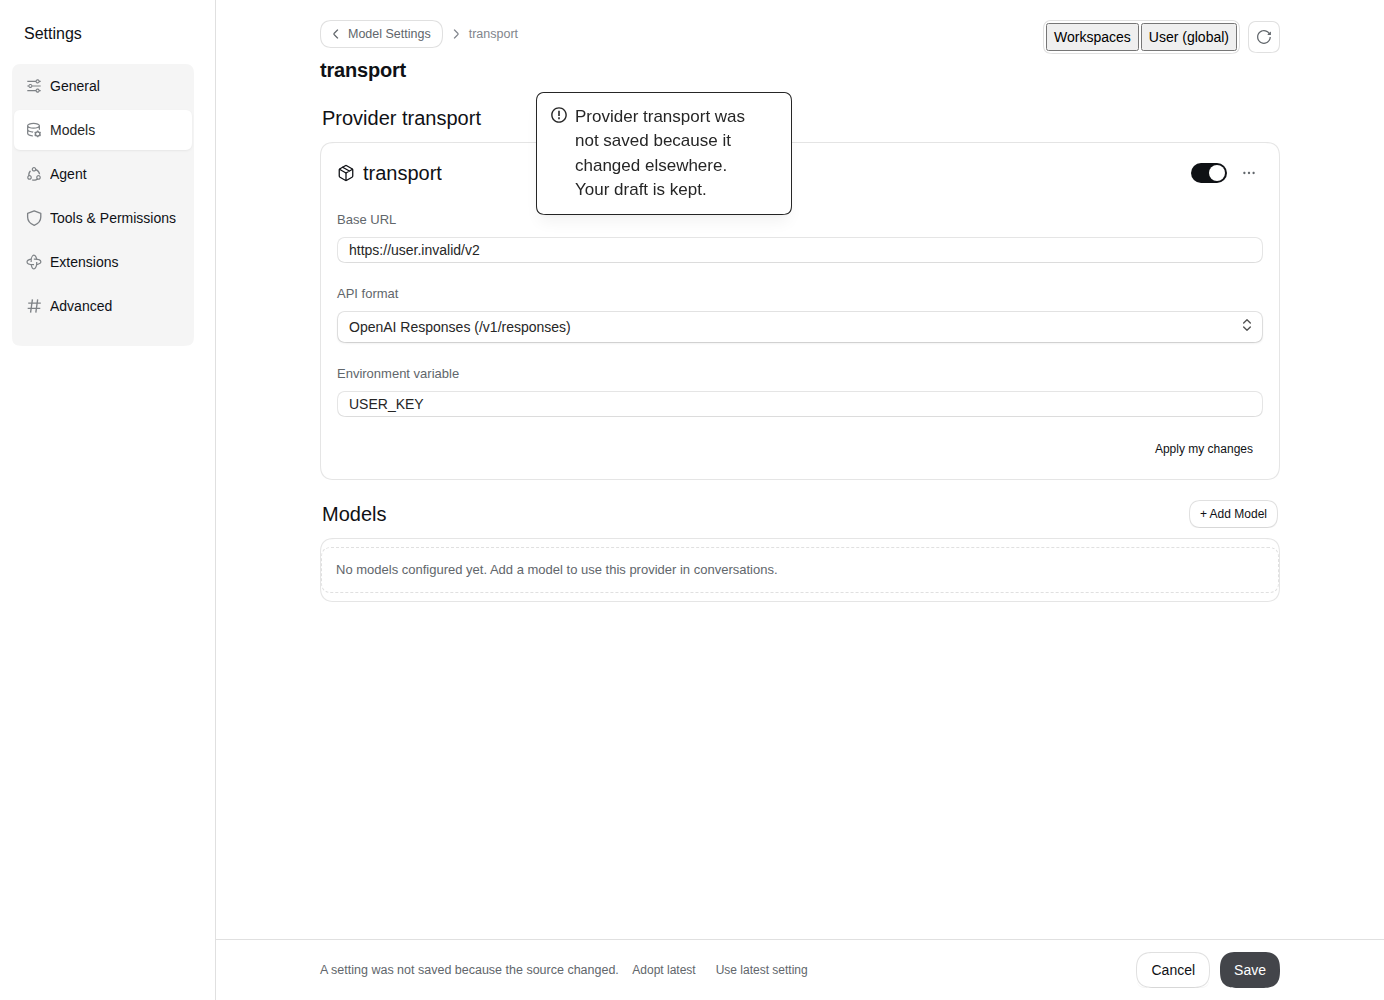 Settings
General
Models
Agent
Tools & Permissions
Extensions
Advanced
Model Settings
transport
Workspaces
User (global)
transport
Provider transport
Provider transport was
not saved because it
changed elsewhere.
Your draft is kept.
transport
Base URL
https://user.invalid/v2
API format
OpenAI Responses (/v1/responses)
Environment variable
USER_KEY
Apply my changes
Models
+ Add Model
No models configured yet. Add a model to use this provider in conversations.
A setting was not saved because the source changed.
Adopt latest
Use latest setting
Cancel
Save